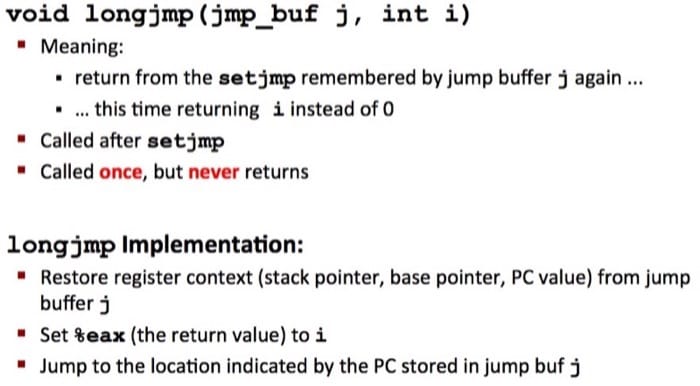 void longjmp(jmp_buf j, int i)
▪ Meaning:
▪ return from the setjmp remembered by jump buffer j again ...
▪ ... this time returning i instead of 0
▪ Called after setjmp
▪ Called once, but never returns
longjmp Implementation:
▪ Restore register context (stack pointer, base pointer, PC value) from jump
buffer j
▪ Set %eax (the return value) to i
▪ Jump to the location indicated by the PC stored in jump buf j